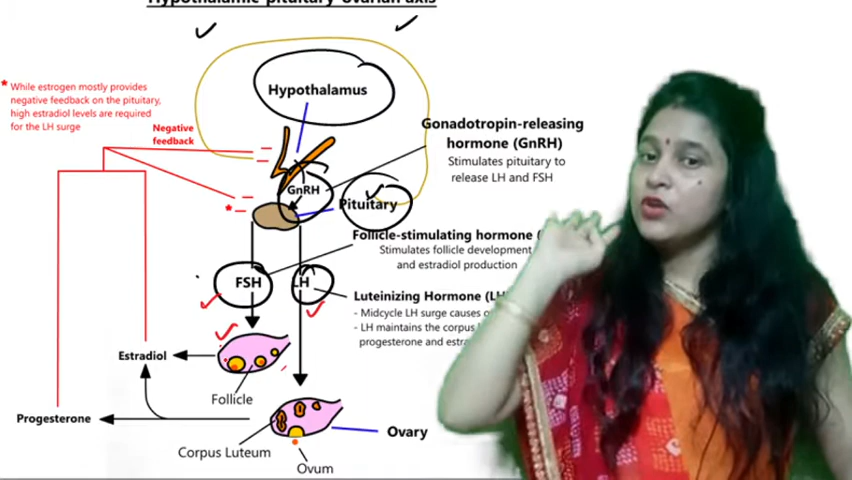 Hypothalamic-pituitary-ovarian axis
Hypothalamus
* While estrogen mostly provides
negative feedback on the pituitary,
high estradiol levels are required
for the LH surge
Negative
feedback
Gonadotropin-releasing
hormone (GnRH)
Stimulates pituitary to
release LH and FSH
GnRH
*
Pituitary
Follicle-stimulating hormone (
Stimulates follicle development
and estradiol production
FSH
LH
Luteinizing Hormone (LH
- Midcycle LH surge causes
- LH maintains the corpus
progesterone and
Estradiol
Follicle
Progesterone
Ovary
Corpus Luteum
Ovum